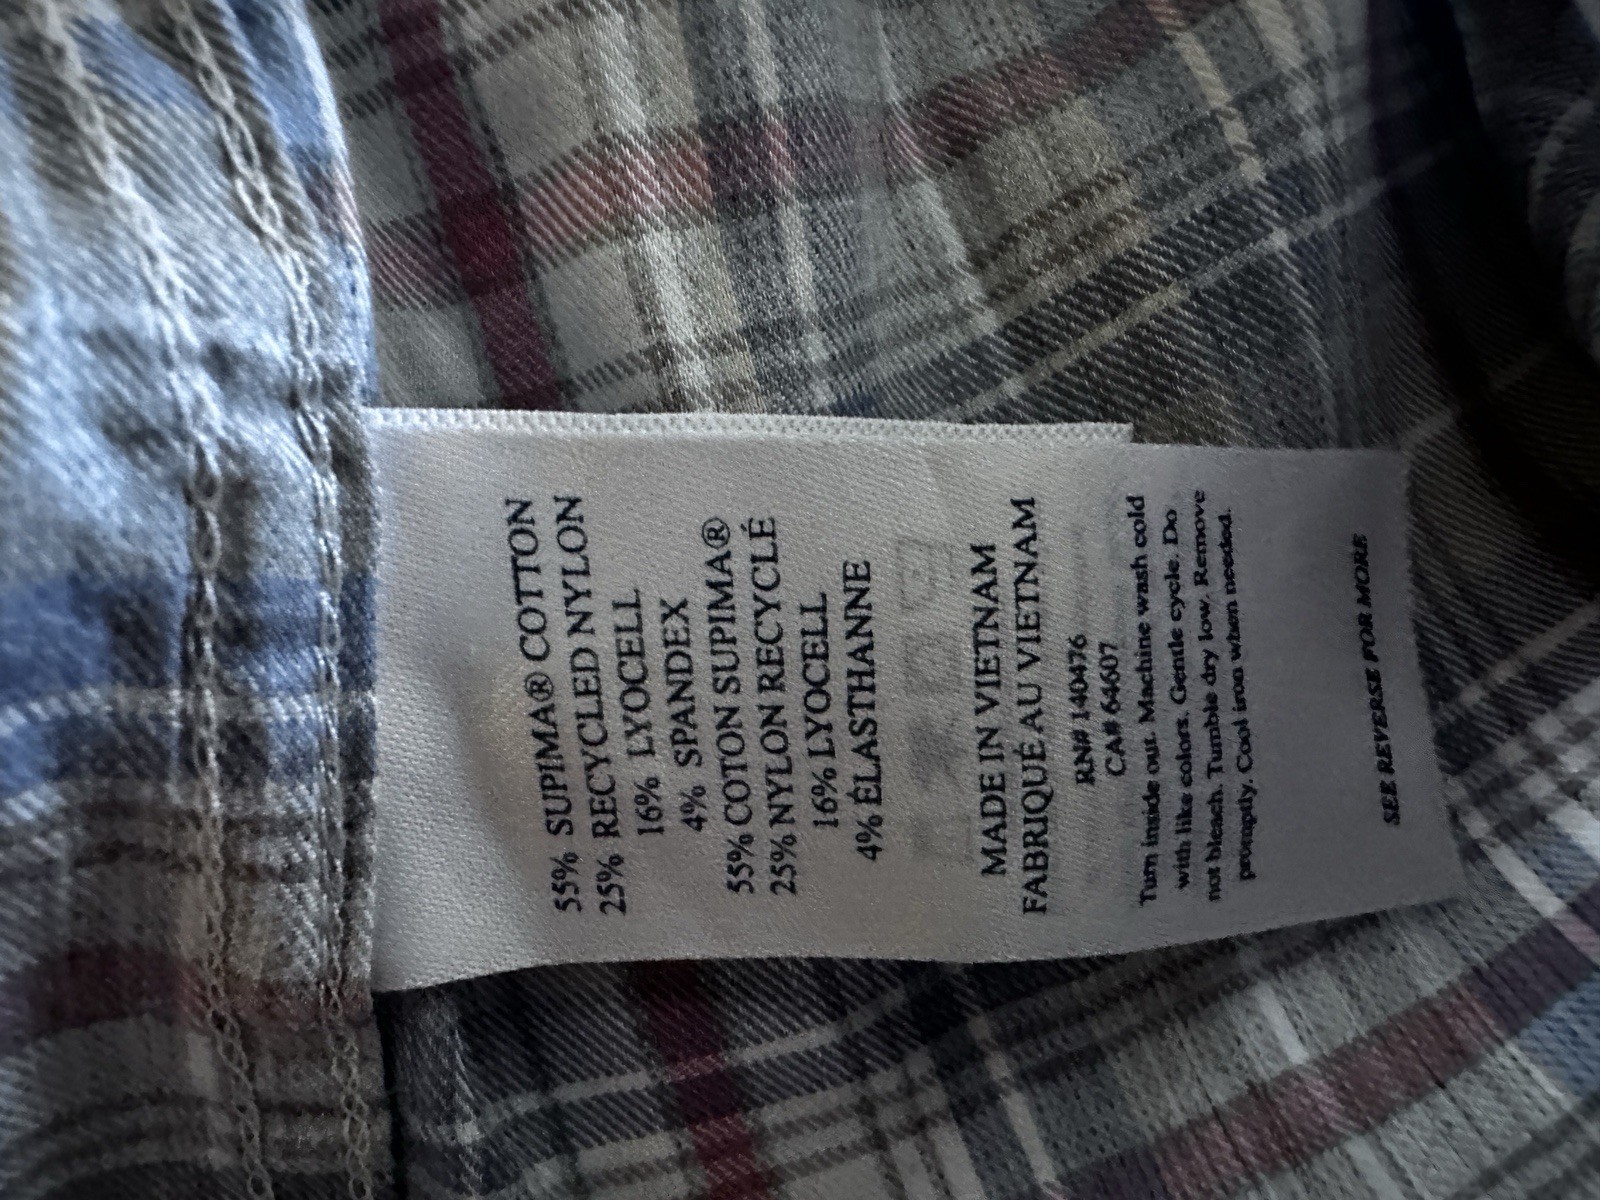 55% SUPIMA® COTTON
25% RECYCLED NYLON
16% LYOCELL
4% SPANDEX
55% COTON SUPIMA®
25% NYLON RECYCLÉ
16% LYOCELL
4% ÉLASTHANNE
MADE IN VIETNAM
FABRIQUÉ AU VIETNAM
RN# 140476
CA# 64607
Turn inside out. Machine wash cold
with like colors. Gentle cycle. Do
not bleach. Tumble dry low. Remove
promptly. Cool iron when needed.
SEE REVERSE FOR MORE